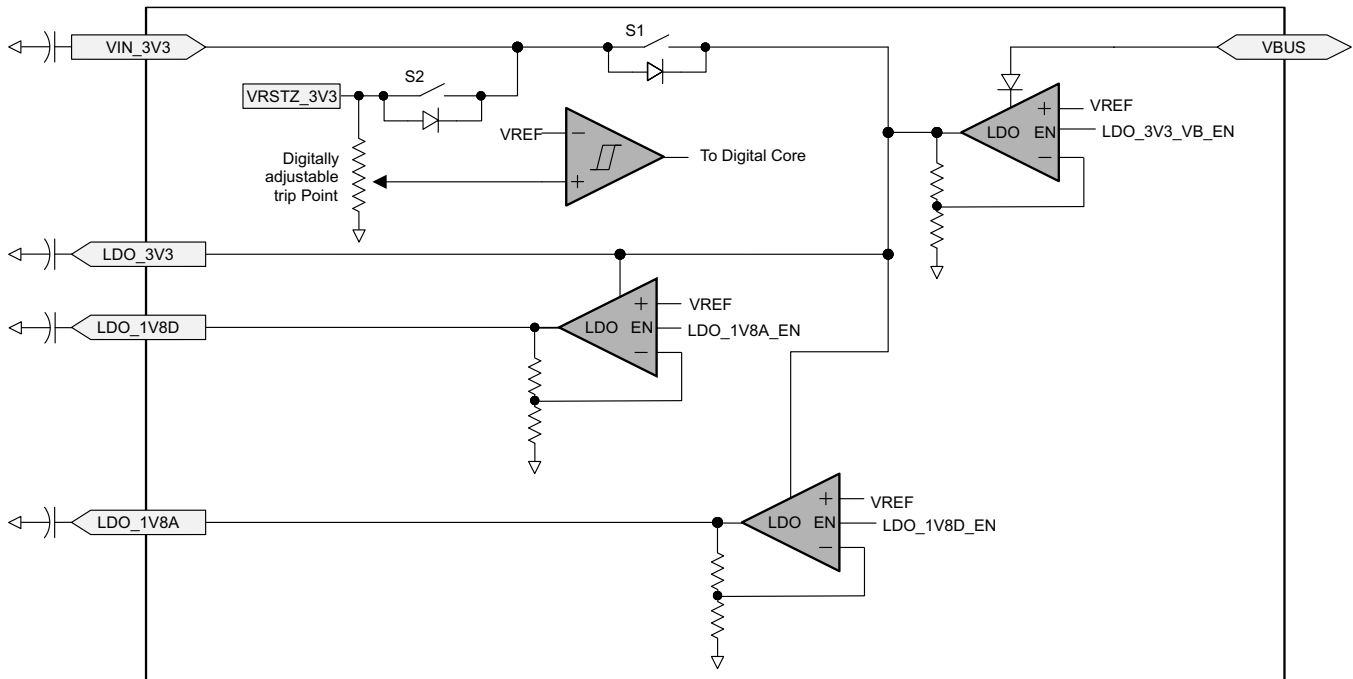 VIN_3V3
S1
VBUS
S2
VRSTZ_3V3
VREF
−
+
To Digital Core
Digitally
adjustable
trip Point
+
VREF
LDO
EN
LDO_3V3_VB_EN
−
LDO_3V3
+
VREF
LDO_1V8D
LDO
EN
LDO_1V8A_EN
−
+
VREF
LDO_1V8A
LDO
EN
LDO_1V8D_EN
−